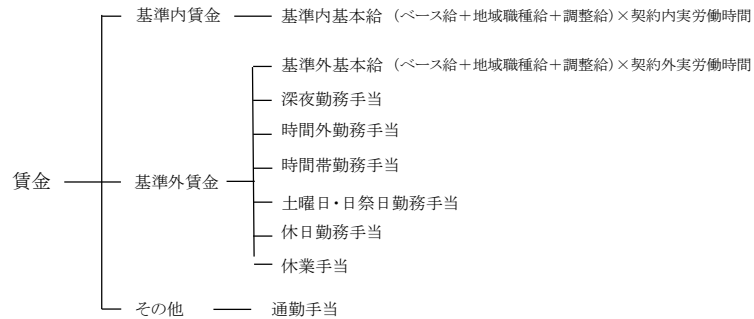 基準内賃金 基準内基本給 (ベース給＋地域職種給＋調整給)×契約内実労働時間
基準外基本給 (ベース給＋地域職種給＋調整給)×契約外実労働時間
深夜勤務手当
時間外勤務手当
時間帯勤務手当
賃金 基準外賃金
土曜日・日祭日勤務手当
休日勤務手当
休業手当
その他 通勤手当